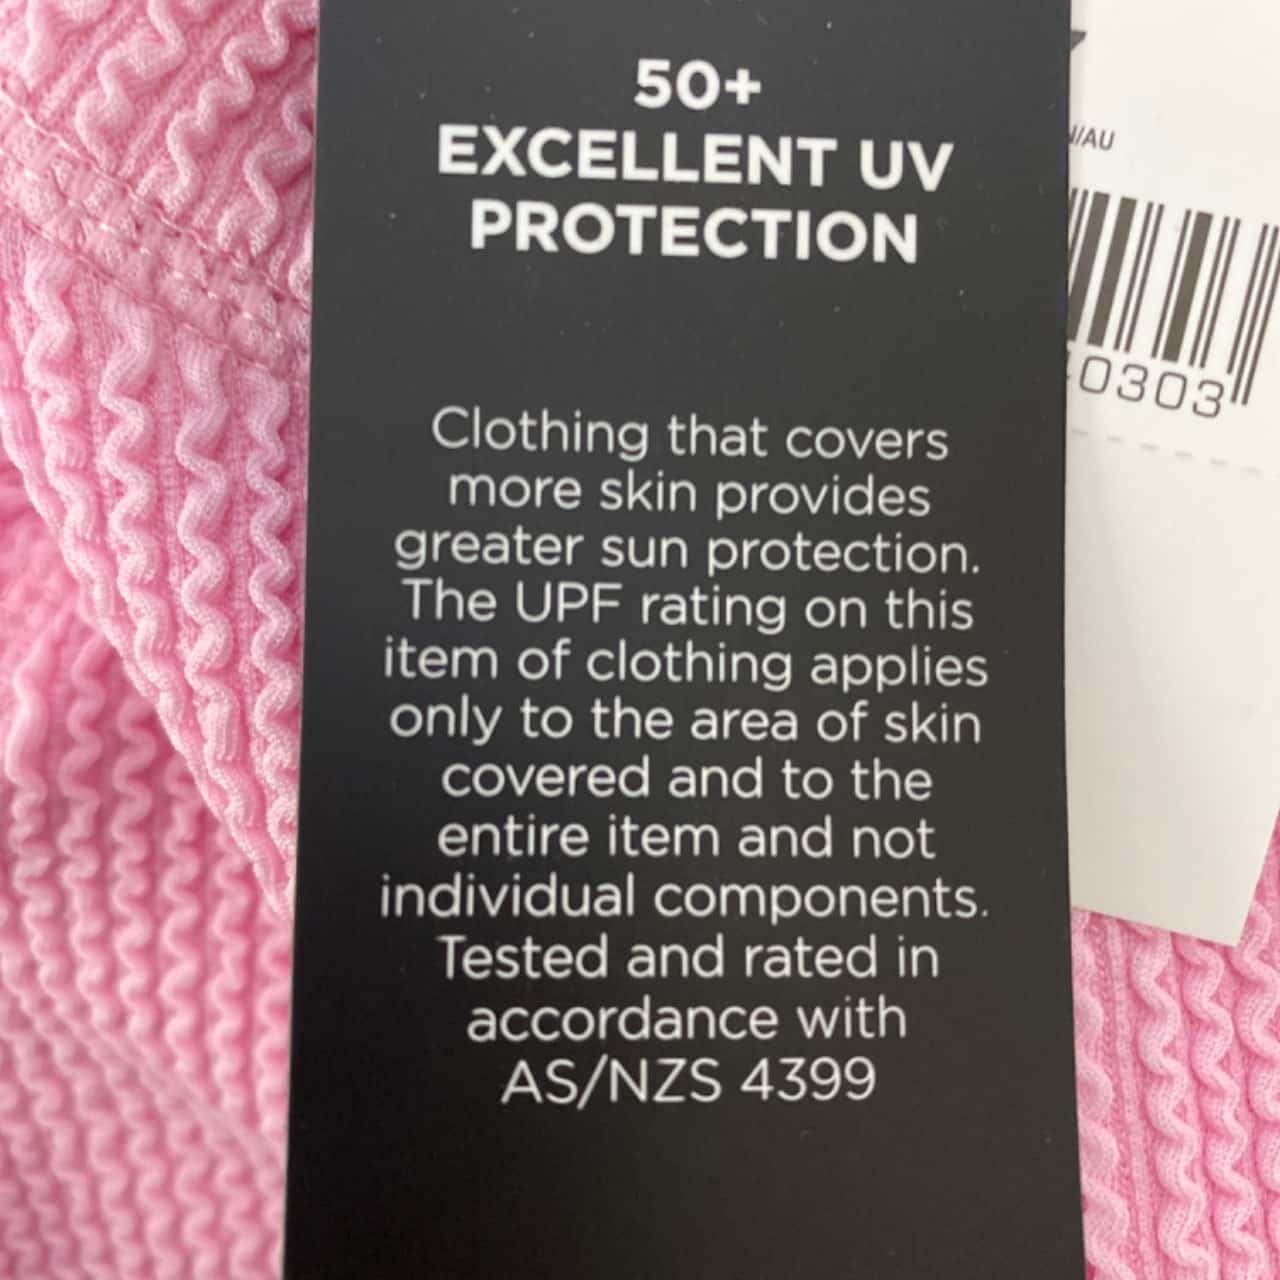 50+
EXCELLENT UV
PROTECTION
Clothing that covers
more skin provides
greater sun protection.
The UPF rating on this
item of clothing applies
only to the area of skin
covered and to the
entire item and not
individual components.
Tested and rated in
accordance with
AS/NZS 4399
/AU
0303